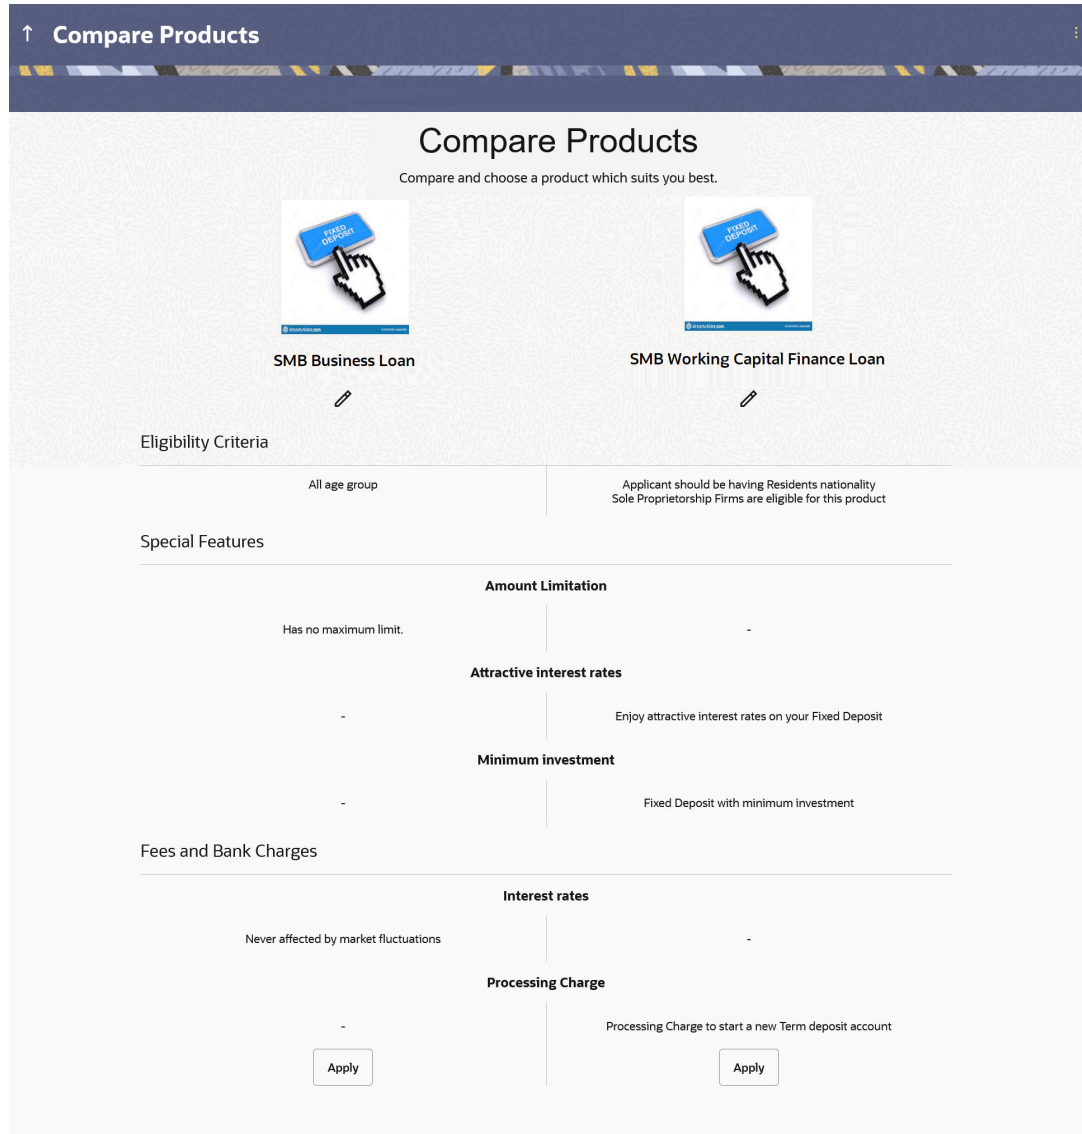 Compare Products
Compare Products
Compare and choose a product which suits you best.
FIXED
DEPOSIT
FIXED
DEPOSIT
dreamstime.com
SMB Business Loan
SMB Working Capital Finance Loan
Eligibility Criteria
All age group
Applicant should be having Residents nationality
Sole Proprietorship Firms are eligible for this product
Special Features
Amount Limitation
Has no maximum limit.
-
Attractive interest rates
-
Enjoy attractive interest rates on your Fixed Deposit
Minimum investment
-
Fixed Deposit with minimum investment
Fees and Bank Charges
Interest rates
Never affected by market fluctuations
-
Processing Charge
-
Processing Charge to start a new Term deposit account
Apply
Apply